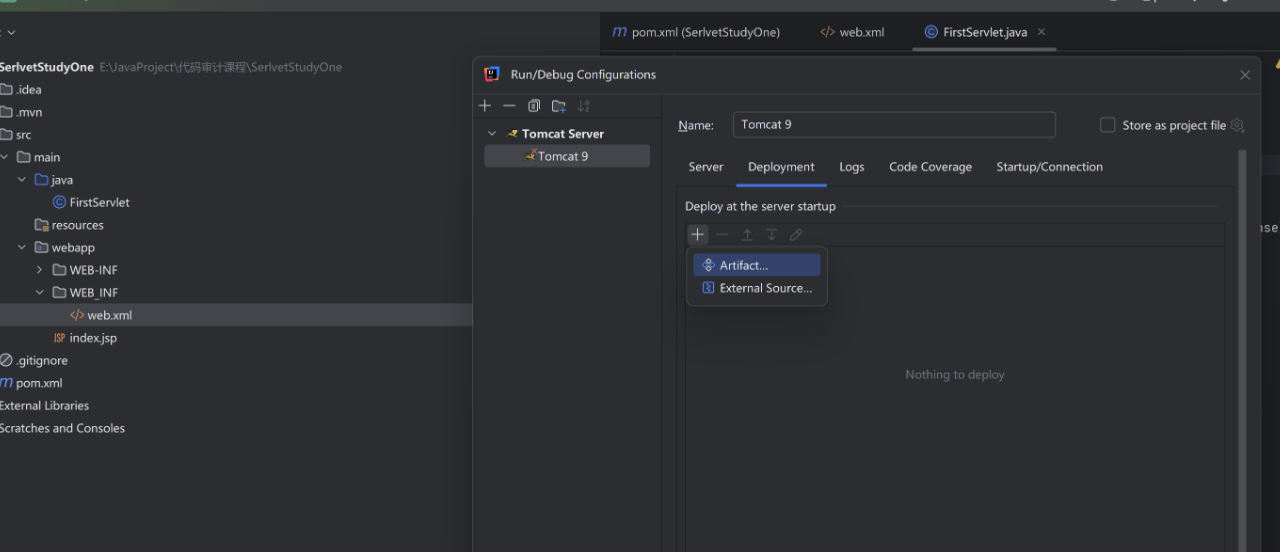 pom.xml (SerlvetStudyOne)
web.xml
FirstServlet.java
SerlvetStudyOne E:\JavaProject\代码审计课程\SerlvetStudyOne
.idea
.mvn
src
main
java
FirstServlet
resources
webapp
WEB-INF
WEB_INF
web.xml
JSP index.jsp
.gitignore
pom.xml
External Libraries
Scratches and Consoles
Run/Debug Configurations
Tomcat Server
Tomcat 9
Name: Tomcat 9 Store as project file
Server Deployment Logs Code Coverage Startup/Connection
Deploy at the server startup
Artifact...
External Source...
Nothing to deploy